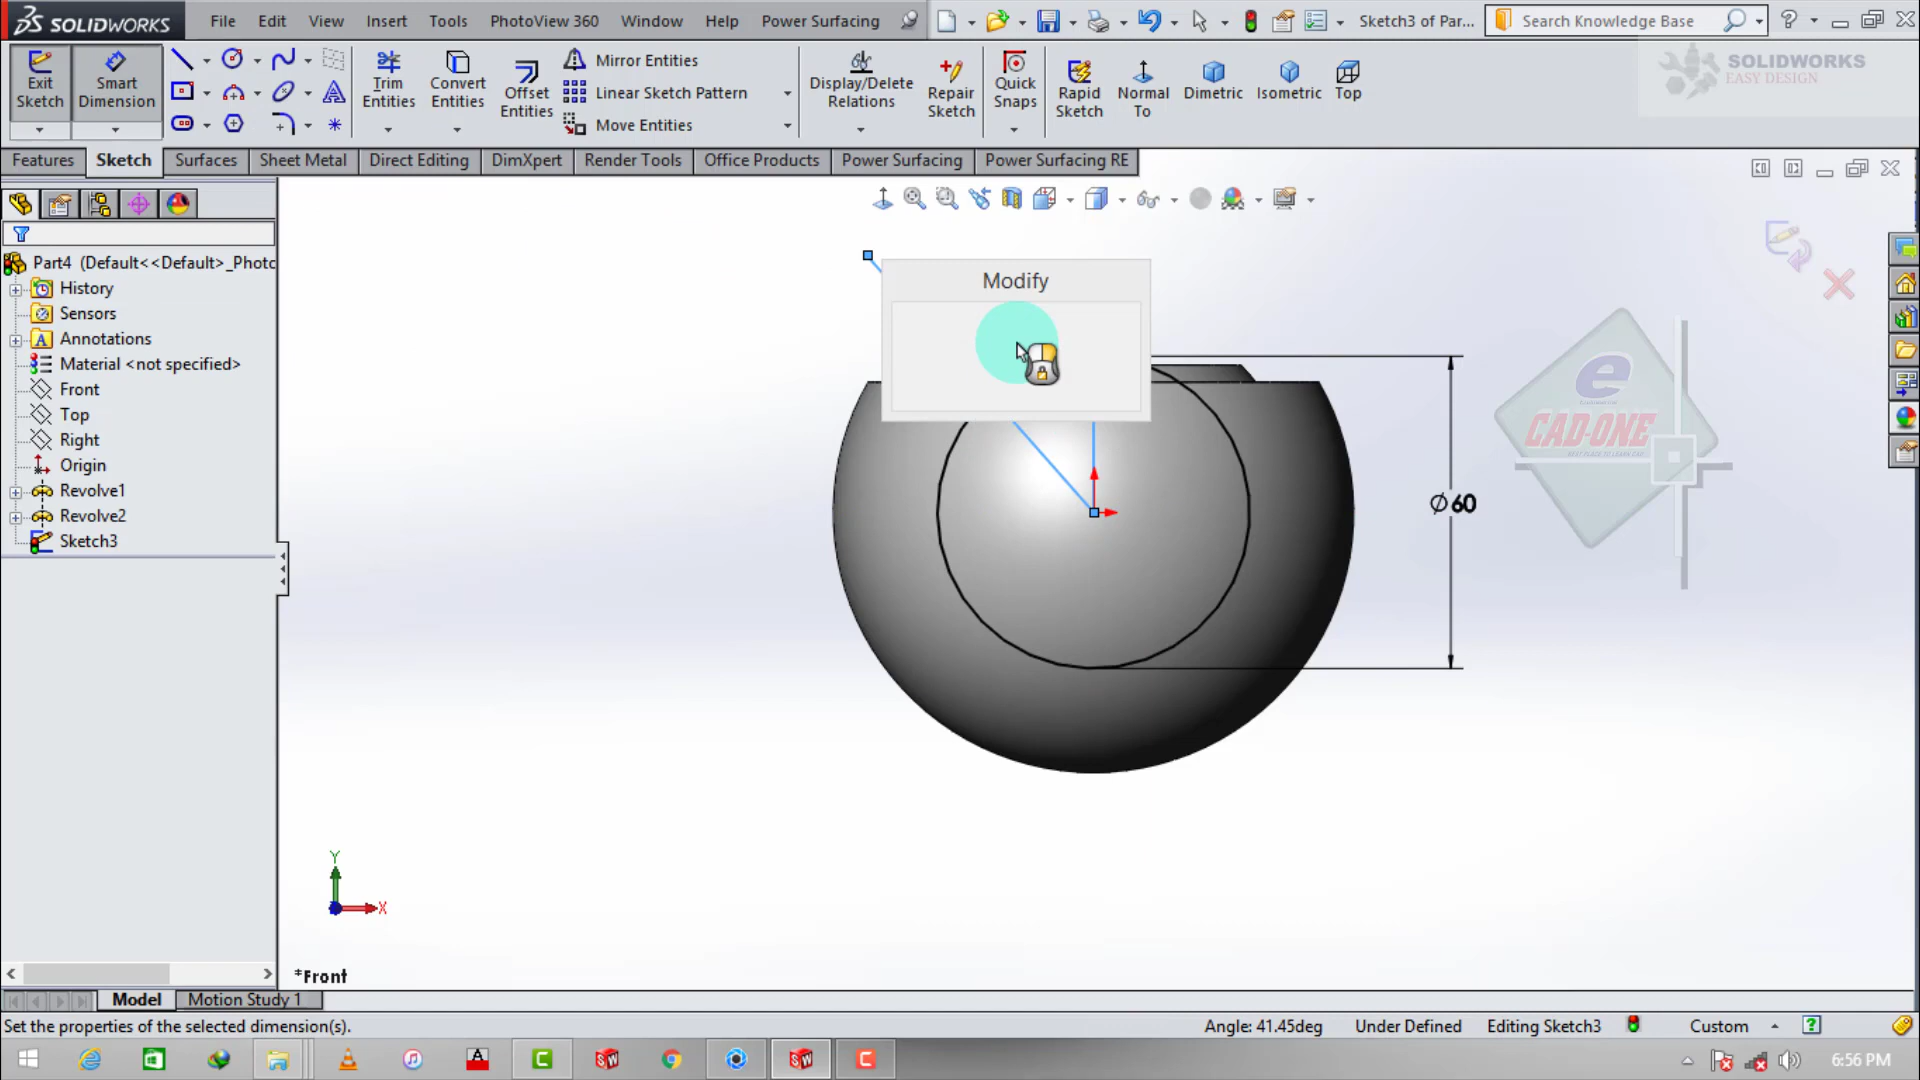 SOLIDWORKS File Edit View Insert Tools PhotoView 360 Window Help Power Surfacing Sketch3 of Par... Search Knowledge Base
Exit Sketch
Smart Dimension
Trim Entities
Convert Entities
Offset Entities
Mirror Entities
Linear Sketch Pattern
Move Entities
Display/Delete Relations
Repair Sketch
Quick Snaps
Rapid Sketch
Normal To
Dimetric
Isometric
Top
SOLIDWORKS
EASY DESIGN
Features Sketch Surfaces Sheet Metal Direct Editing DimXpert Render Tools Office Products Power Surfacing Power Surfacing RE
Part4 (Default<<Default>_Photo
History
Sensors
Annotations
Material <not specified>
Front
Top
Right
Origin
Revolve1
Revolve2
Sketch3
Modify
Ø60
e
CAD-ONE
Y
X
*Front
Model Motion Study 1
Set the properties of the selected dimension(s). Angle: 41.45deg Under Defined Editing Sketch3 Custom
6:56 PM